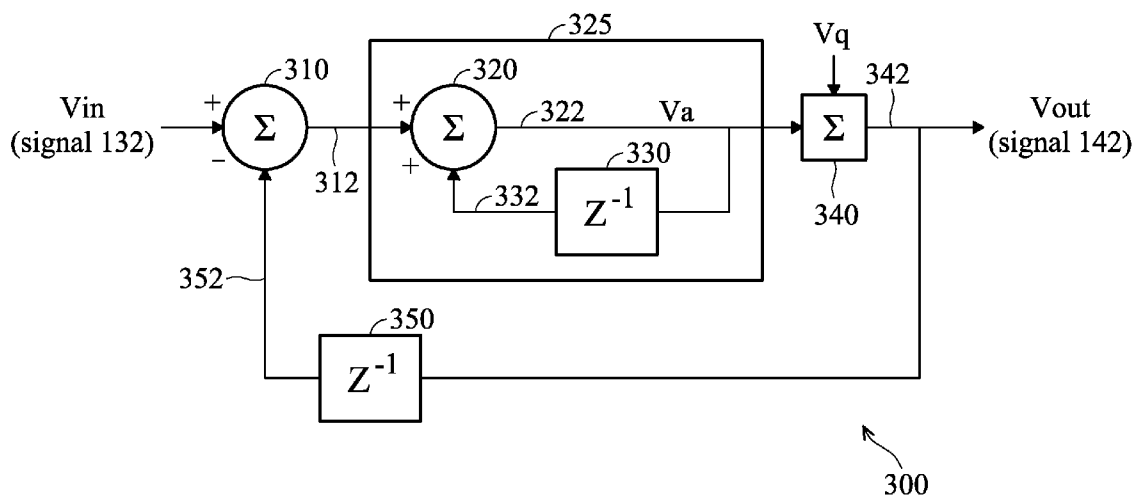 325
310
320
Vq
342
Vin
(signal 132)
+
−
Σ
312
+
+
Σ
322
Va
332
330
Z⁻¹
Σ
340
Vout
(signal 142)
352
350
Z⁻¹
300